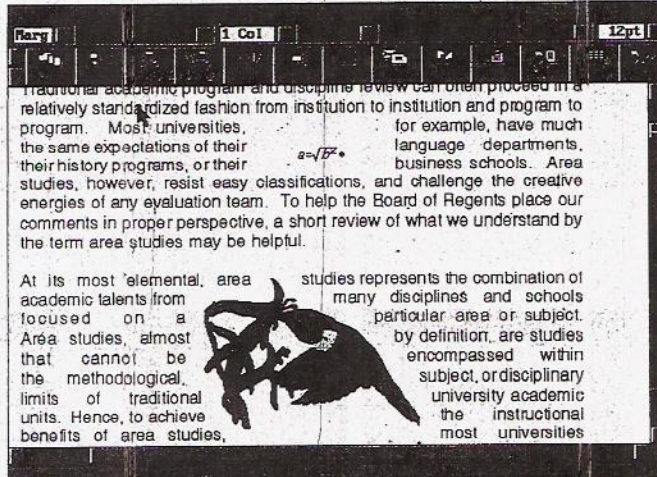 Marg 1 Col 12pt
Traditional academic program and discipline review can often proceed in a
relatively standardized fashion from institution to institution and program to
program. Most universities, for example, have much
the same expectations of their language departments,
their history programs, or their a=√b² business schools. Area
studies, however, resist easy classifications, and challenge the creative
energies of any evaluation team. To help the Board of Regents place our
comments in proper perspective, a short review of what we understand by
the term area studies may be helpful.
At its most elemental, area studies represents the combination of
academic talents from many disciplines and schools
focused on a particular area or subject.
Area studies, almost by definition, are studies
that cannot be encompassed within
the methodological, subject, or disciplinary
limits of traditional university academic
units. Hence, to achieve the instructional
benefits of area studies, most universities